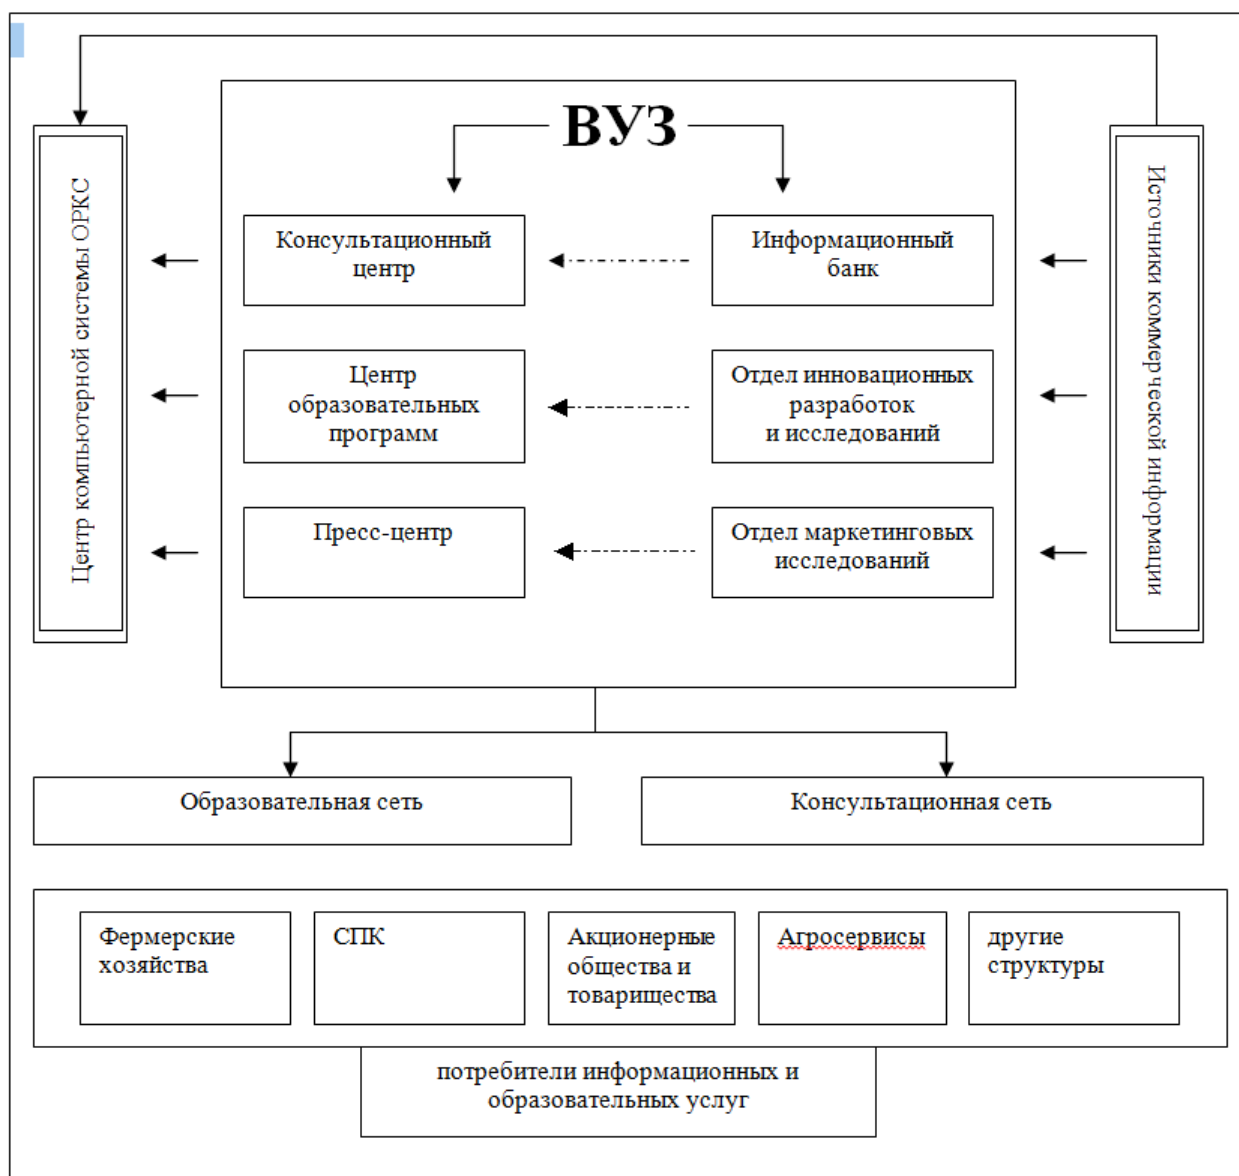 ВУЗ
Центр компьютерной системы ОРКС
Консультационный
центр
Информационный
банк
Источники коммерческой информации
Центр
образовательных
программ
Отдел инновационных
разработок
и исследований
Пресс-центр
Отдел маркетинговых
исследований
Образовательная сеть
Консультационная сеть
Фермерские
хозяйства
СПК
Акционерные
общества и
товарищества
Агросервисы
другие
структуры
потребители информационных и
образовательных услуг